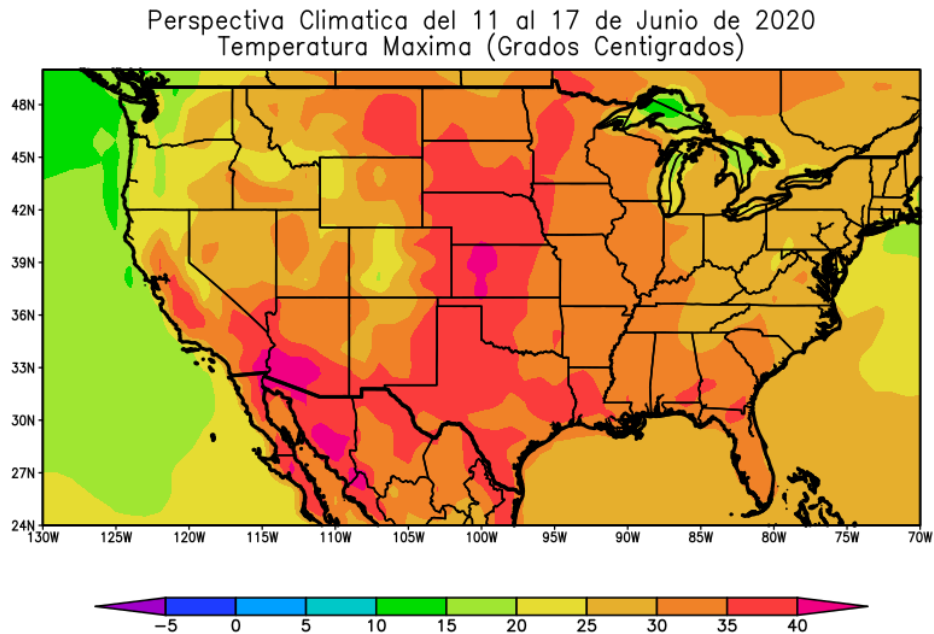 Perspectiva Climatica del 11 al 17 de Junio de 2020
Temperatura Maxima (Grados Centigrados)
48N
45N
42N
39N
36N
33N
30N
27N
24N
130W 125W 120W 115W 110W 105W 100W 95W 90W 85W 80W 75W 70W
-5 0 5 10 15 20 25 30 35 40